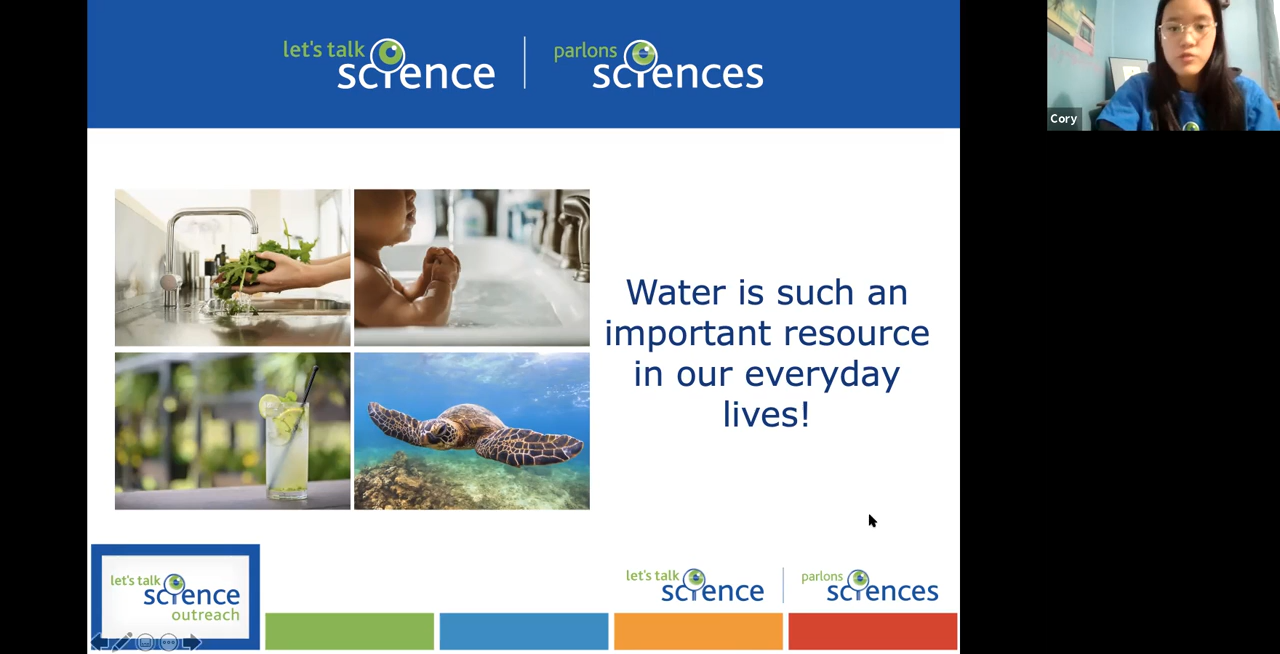 let's talk
science
parlons
sciences
Cory
Water is such an
important resource
in our everyday
lives!
let's talk
science
outreach
let's talk
science
parlons
sciences